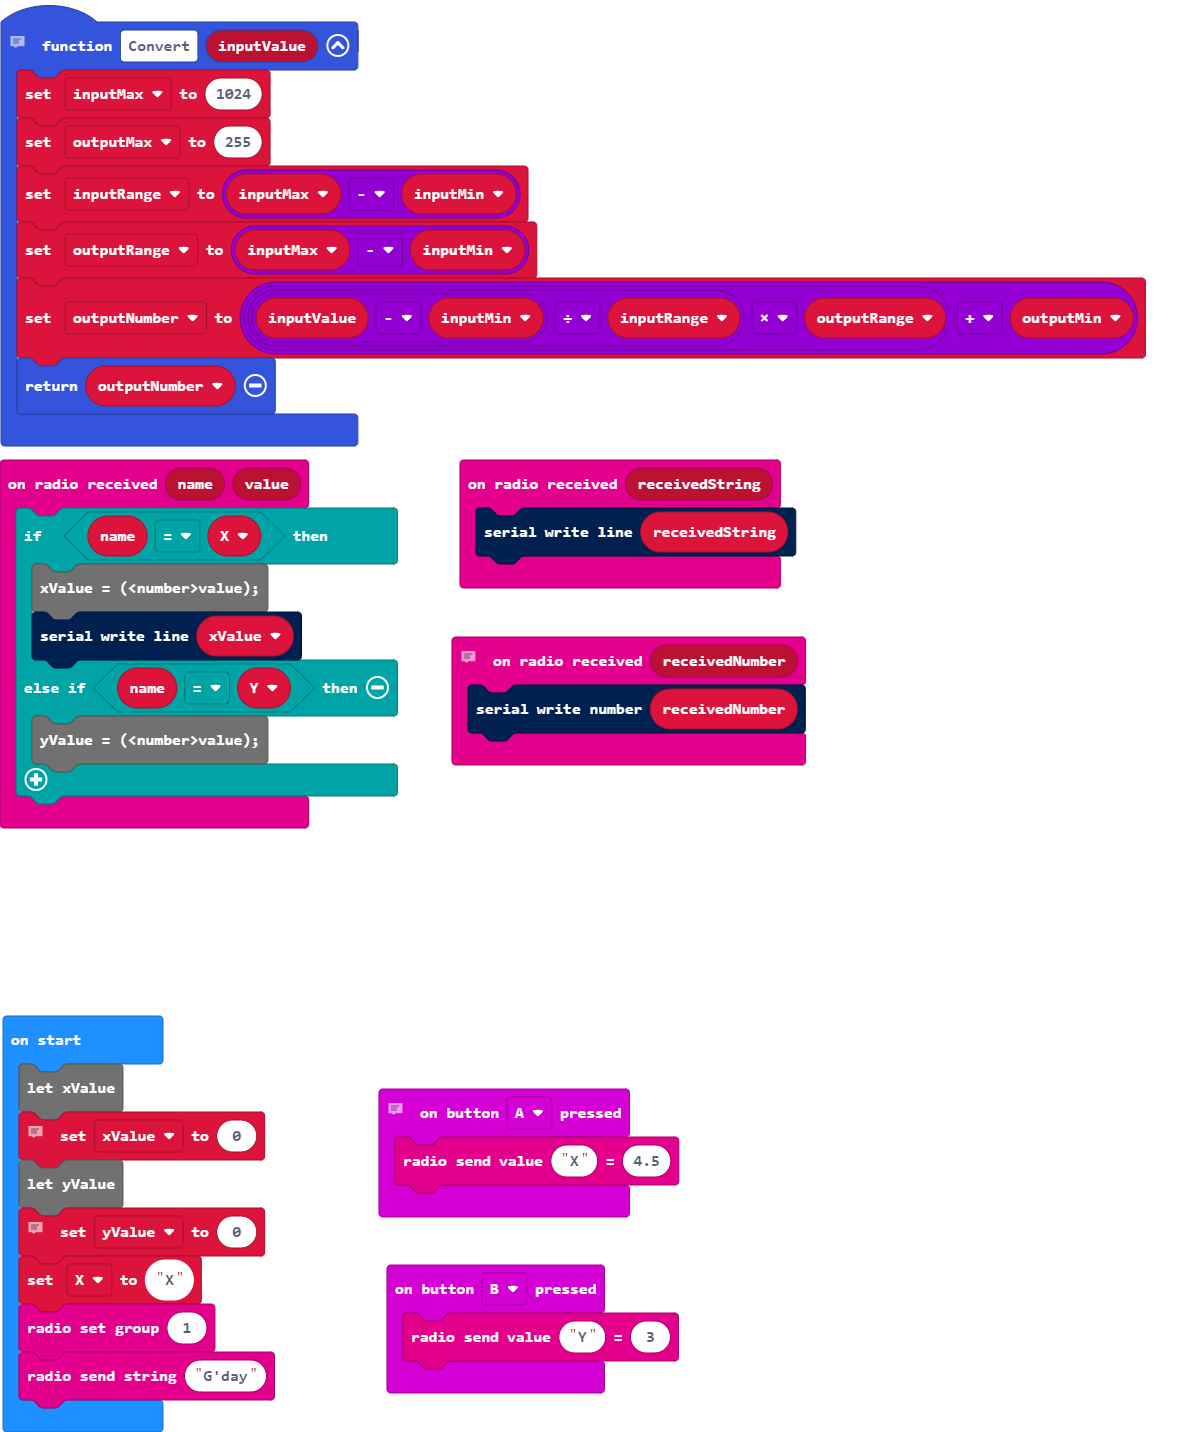 function Convert inputValue
set inputMax to 1024
set outputMax to 255
set inputRange to inputMax - inputMin
set outputRange to inputMax - inputMin
set outputNumber to inputValue - inputMin ÷ inputRange × outputRange + outputMin
return outputNumber
on radio received name value
if name = X then
xValue = (<number>value);
serial write line xValue
else if name = Y then
yValue = (<number>value);
on radio received receivedString
serial write line receivedString
on radio received receivedNumber
serial write number receivedNumber
on start
let xValue
set xValue to 0
let yValue
set yValue to 0
set X to "X"
radio set group 1
radio send string "G'day"
on button A pressed
radio send value "X" = 4.5
on button B pressed
radio send value "Y" = 3